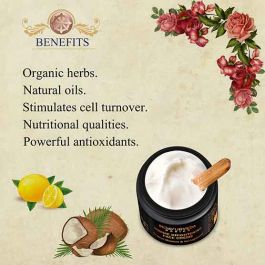 BENEFITS
Organic herbs.
Natural oils.
Stimulates cell turnover.
Nutritional qualities.
Powerful antioxidants.